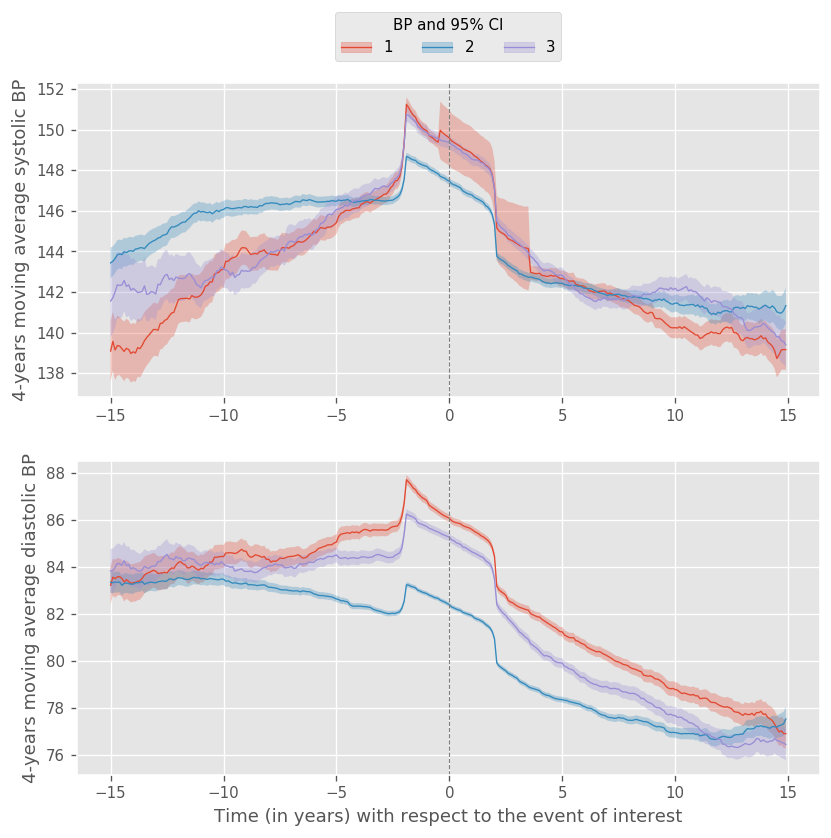 BP and 95% CI
1 2 3
4-years moving average systolic BP
152
150
148
146
144
142
140
138
−15 −10 −5 0 5 10 15
4-years moving average diastolic BP
88
86
84
82
80
78
76
−15 −10 −5 0 5 10 15
Time (in years) with respect to the event of interest